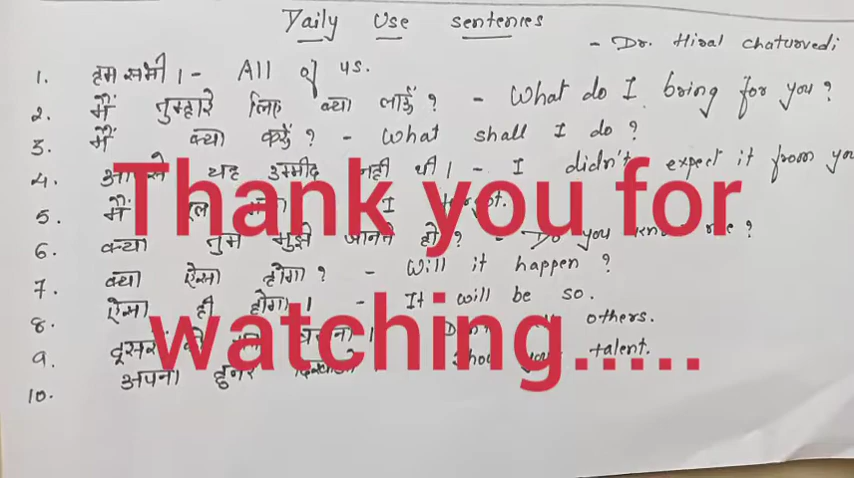 Daily Use sentences
- Dr. Hiral chaturvedi
1. हम सभी। - All of us.
2. मैं तुम्हारे लिए क्या लाऊँ? - What do I bring for you?
3. मैं क्या करूँ? - What shall I do?
4. यह उम्मीद नहीं थी। - I didn't expect it from you
5. मैं I
6. क्या तुम मुझे जानते हो? - Do you me?
7. क्या ऐसा होगा? - Will it happen?
8. ऐसा ही होगा। - It will be so.
9. others.
10. अपना हुनर talent.
Thank you for
watching.....